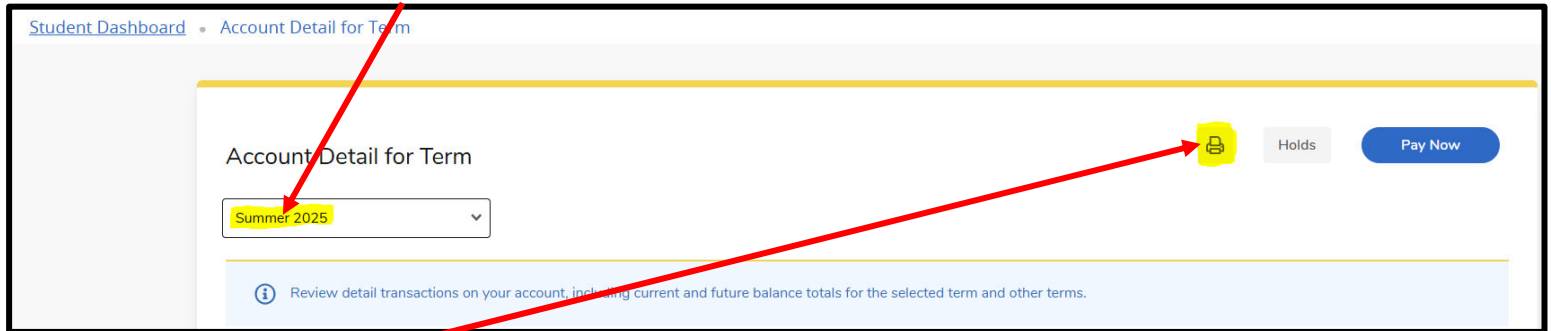 Student Dashboard • Account Detail for Term
Account Detail for Term
Holds
Pay Now
Summer 2025
Review detail transactions on your account, including current and future balance totals for the selected term and other terms.